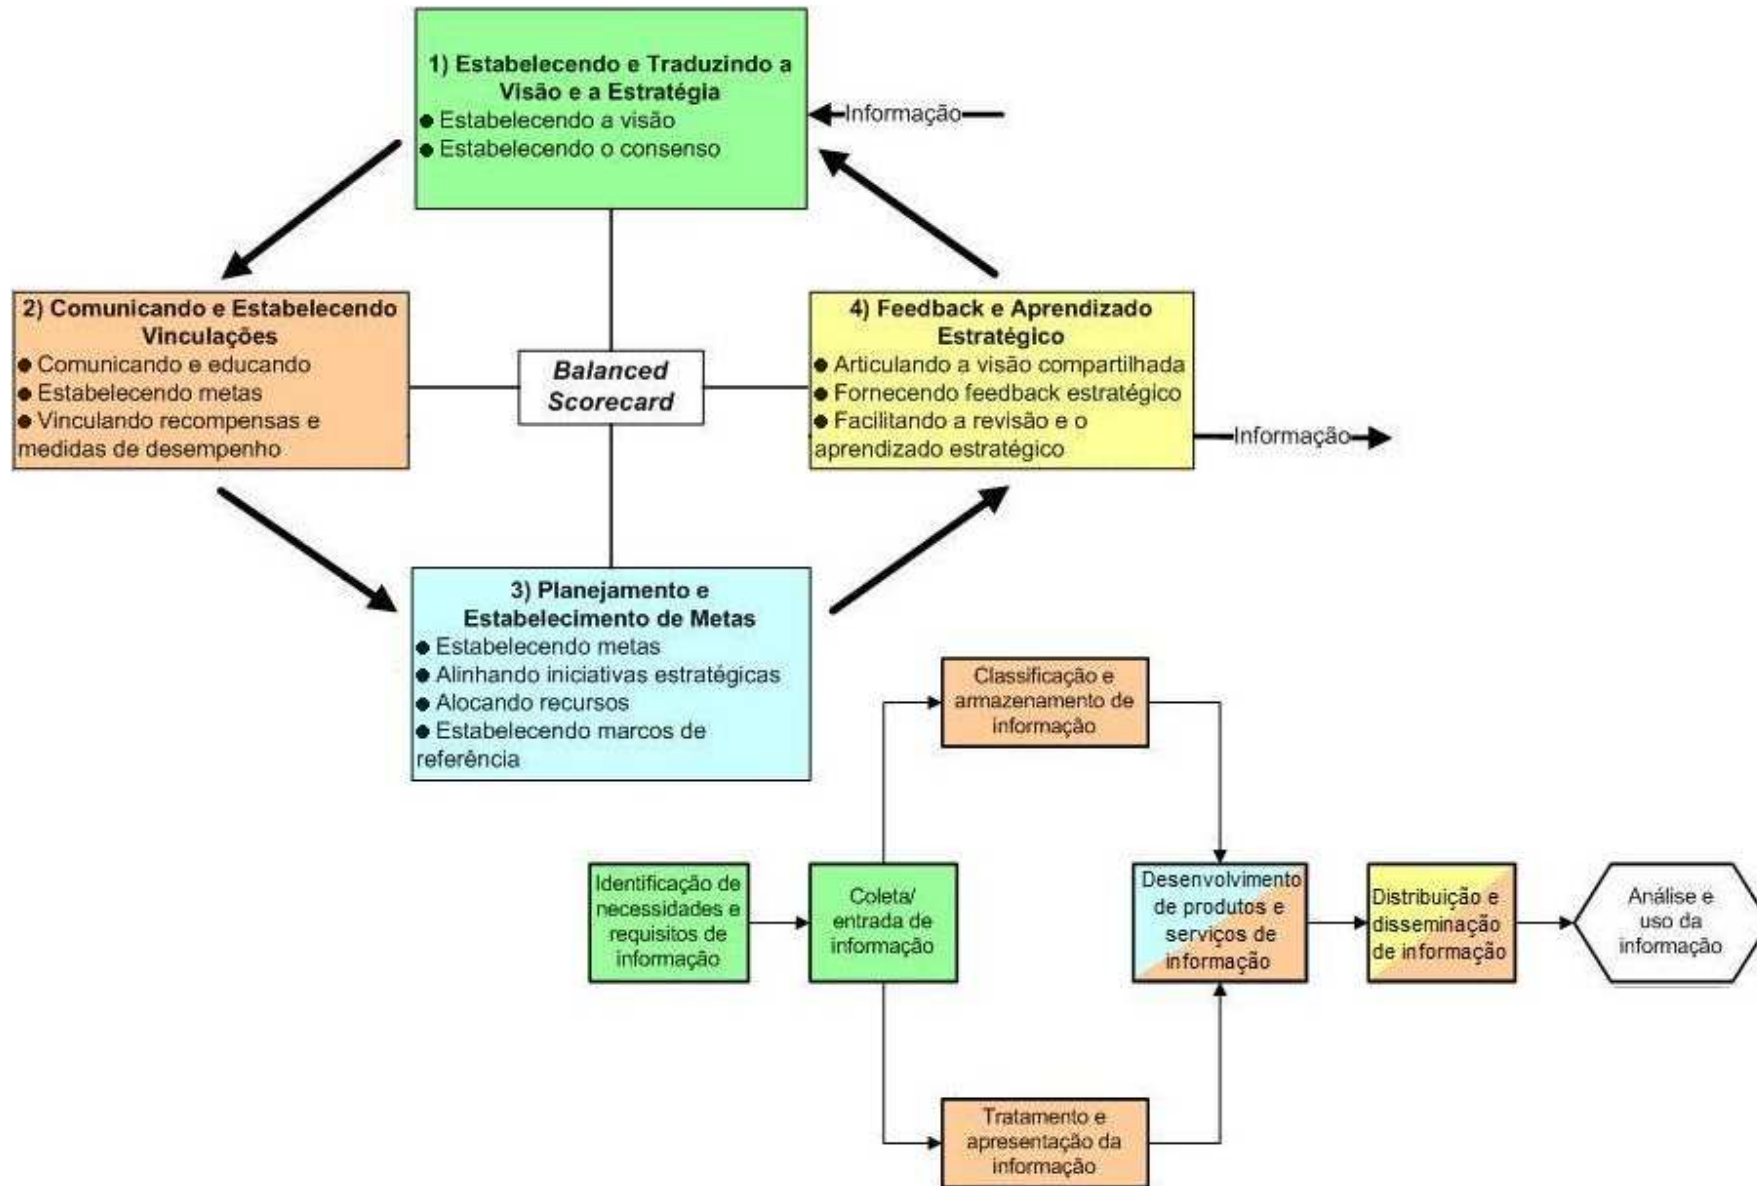 1) Estabelecendo e Traduzindo a
Visão e a Estratégia
● Estabelecendo a visão
● Estabelecendo o consenso
Informação
2) Comunicando e Estabelecendo
Vinculações
● Comunicando e educando
● Estabelecendo metas
● Vinculando recompensas e
medidas de desempenho
Balanced
Scorecard
4) Feedback e Aprendizado
Estratégico
● Articulando a visão compartilhada
● Fornecendo feedback estratégico
● Facilitando a revisão e o
aprendizado estratégico
Informação
3) Planejamento e
Estabelecimento de Metas
● Estabelecendo metas
● Alinhando iniciativas estratégicas
● Alocando recursos
● Estabelecendo marcos de
referência
Classificação e
armazenamento de
informação
Identificação de
necessidades e
requisitos de
informação
Coleta/
entrada de
informação
Desenvolvimento
de produtos e
serviços de
informação
Distribuição e
disseminação
de informação
Análise e
uso da
informação
Tratamento e
apresentação da
informação